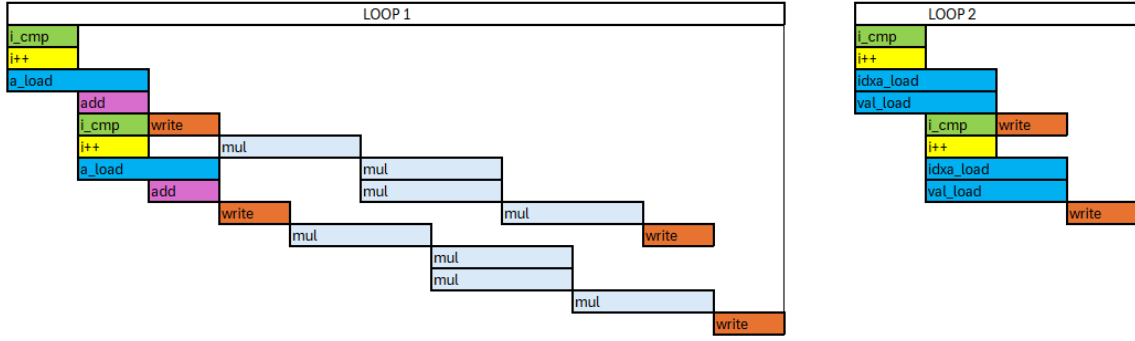 LOOP 1 LOOP 2
i_cmp i_cmp
i++ i++
a_load idxa_load
add val_load
i_cmp write i_cmp write
i++ mul i++
a_load mul idxa_load
add mul val_load
write mul write
mul write
mul
mul
mul
write